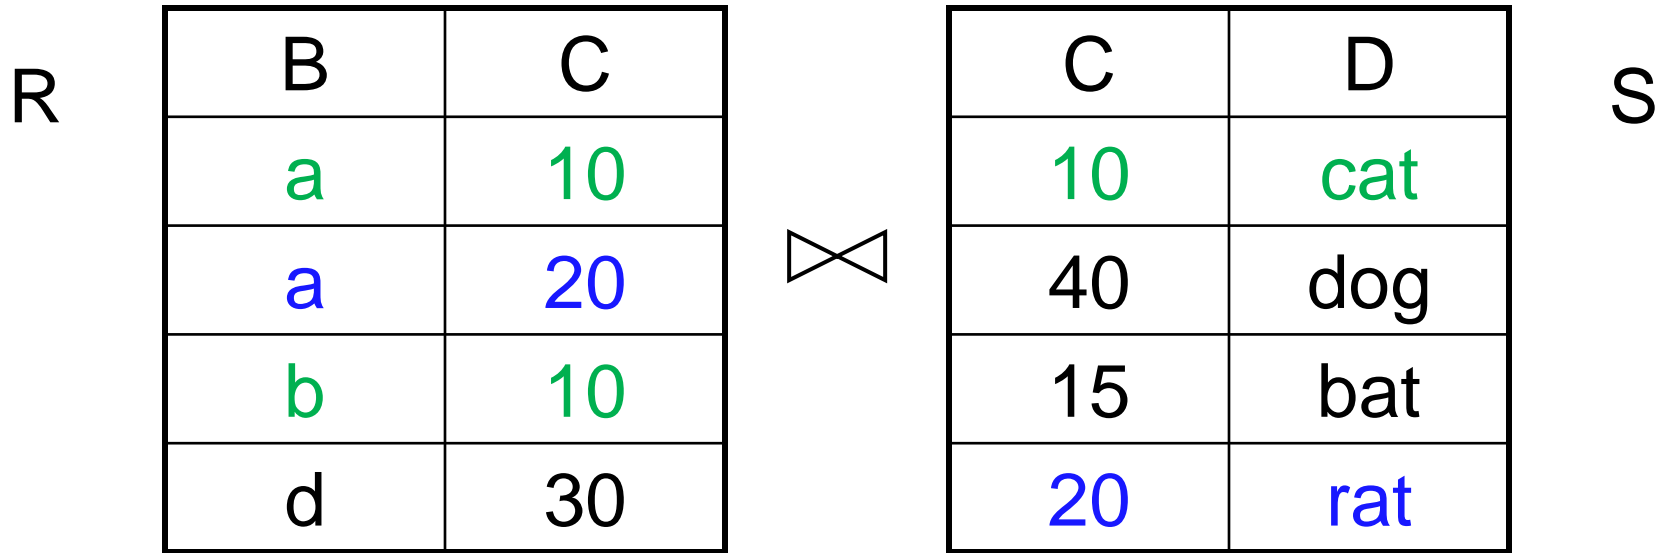 R
S
B C
a 10
a 20
b 10
d 30
⋈
C D
10 cat
40 dog
15 bat
20 rat